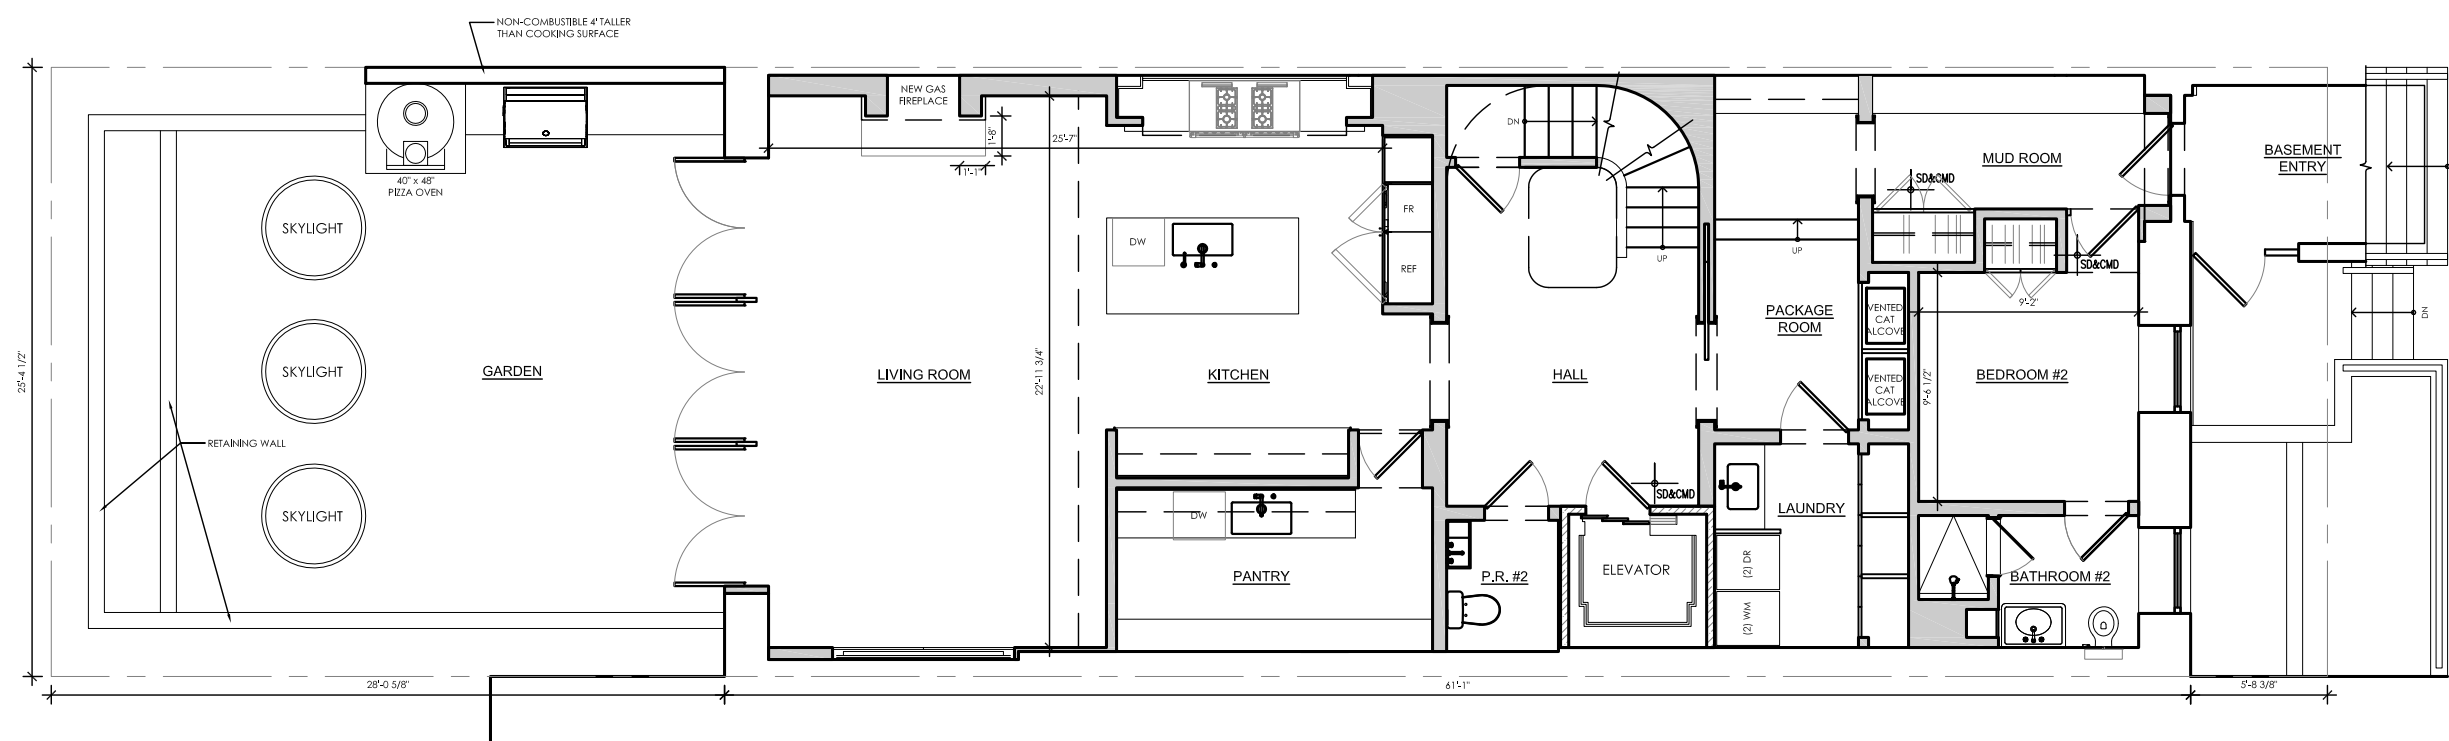 NON-COMBUSTIBLE 4' TALLER
THAN COOKING SURFACE
NEW GAS
FIREPLACE
1'-8"
25'-7"
1'-1"
40" x 48"
PIZZA OVEN
DN
MUD ROOM
BASEMENT
ENTRY
SD&CMD
SKYLIGHT
FR
DW
REF
UP
UP
SD&CMD
9'-2"
VENTED
CAT
ALCOVE
PACKAGE
ROOM
DN
25'-4 1/2"
SKYLIGHT
GARDEN
LIVING ROOM
22'-11 3/4"
KITCHEN
HALL
VENTED
CAT
ALCOVE
9'-6 1/2"
BEDROOM #2
RETAINING WALL
SD&CMD
SKYLIGHT
DW
LAUNDRY
PANTRY
P.R. #2
ELEVATOR
(2) DR
(2) WM
BATHROOM #2
28'-0 5/8"
61'-1"
5'-8 3/8"